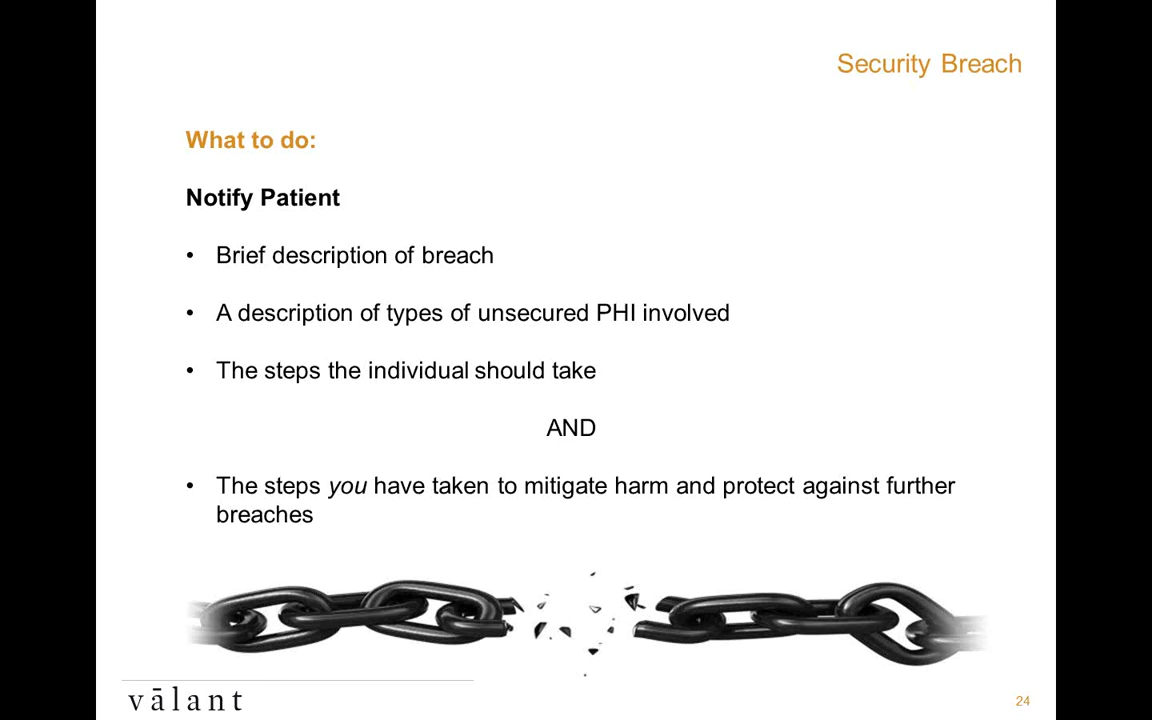 Security Breach
What to do:
Notify Patient
• Brief description of breach
• A description of types of unsecured PHI involved
• The steps the individual should take
AND
• The steps you have taken to mitigate harm and protect against further
breaches
vālant
24